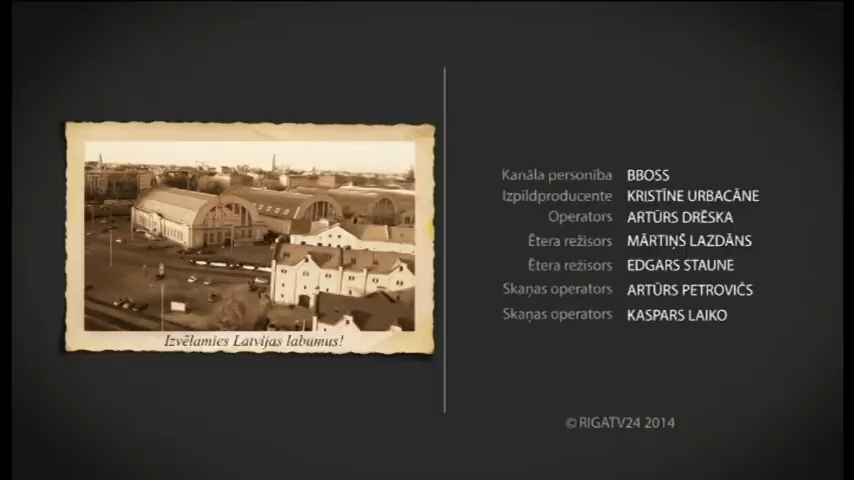 Izvēlamies Latvijas labumus!
Kanāla personība BBOSS
Izpildproducente KRISTĪNE URBACĀNE
Operators ARTŪRS DRĒSKA
Ētera režisors MĀRTIŅŠ LAZDĀNS
Ētera režisors EDGARS STAUNE
Skaņas operators ARTŪRS PETROVIČS
Skaņas operators KASPARS LAIKO
© RIGATV24 2014